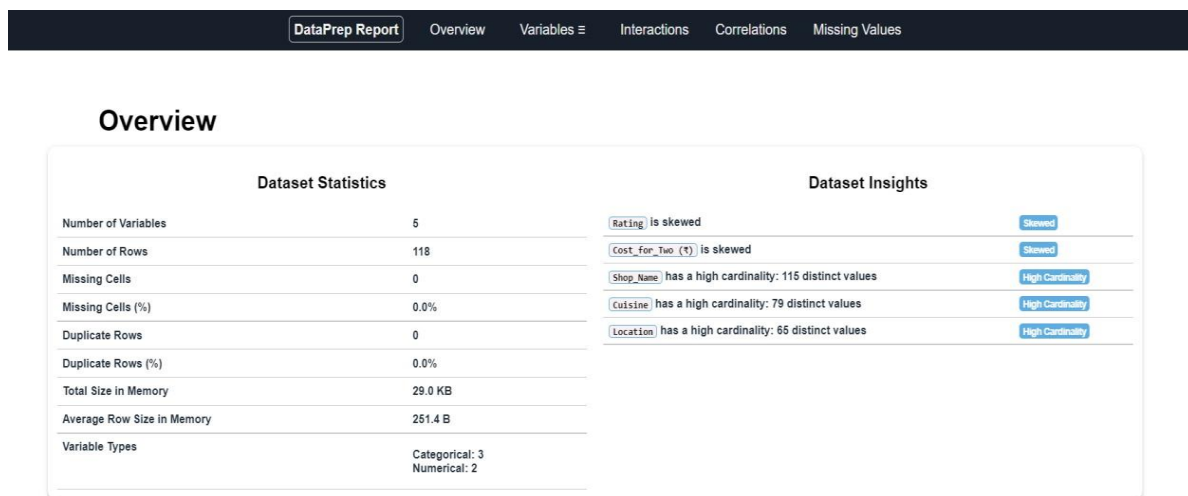 DataPrep Report Overview Variables ≡ Interactions Correlations Missing Values
Overview
Dataset Statistics
Number of Variables 5
Number of Rows 118
Missing Cells 0
Missing Cells (%) 0.0%
Duplicate Rows 0
Duplicate Rows (%) 0.0%
Total Size in Memory 29.0 KB
Average Row Size in Memory 251.4 B
Variable Types Categorical: 3
Numerical: 2
Dataset Insights
Rating is skewed Skewed
Cost_for_Two (₹) is skewed Skewed
Shop_Name has a high cardinality: 115 distinct values High Cardinality
Cuisine has a high cardinality: 79 distinct values High Cardinality
Location has a high cardinality: 65 distinct values High Cardinality